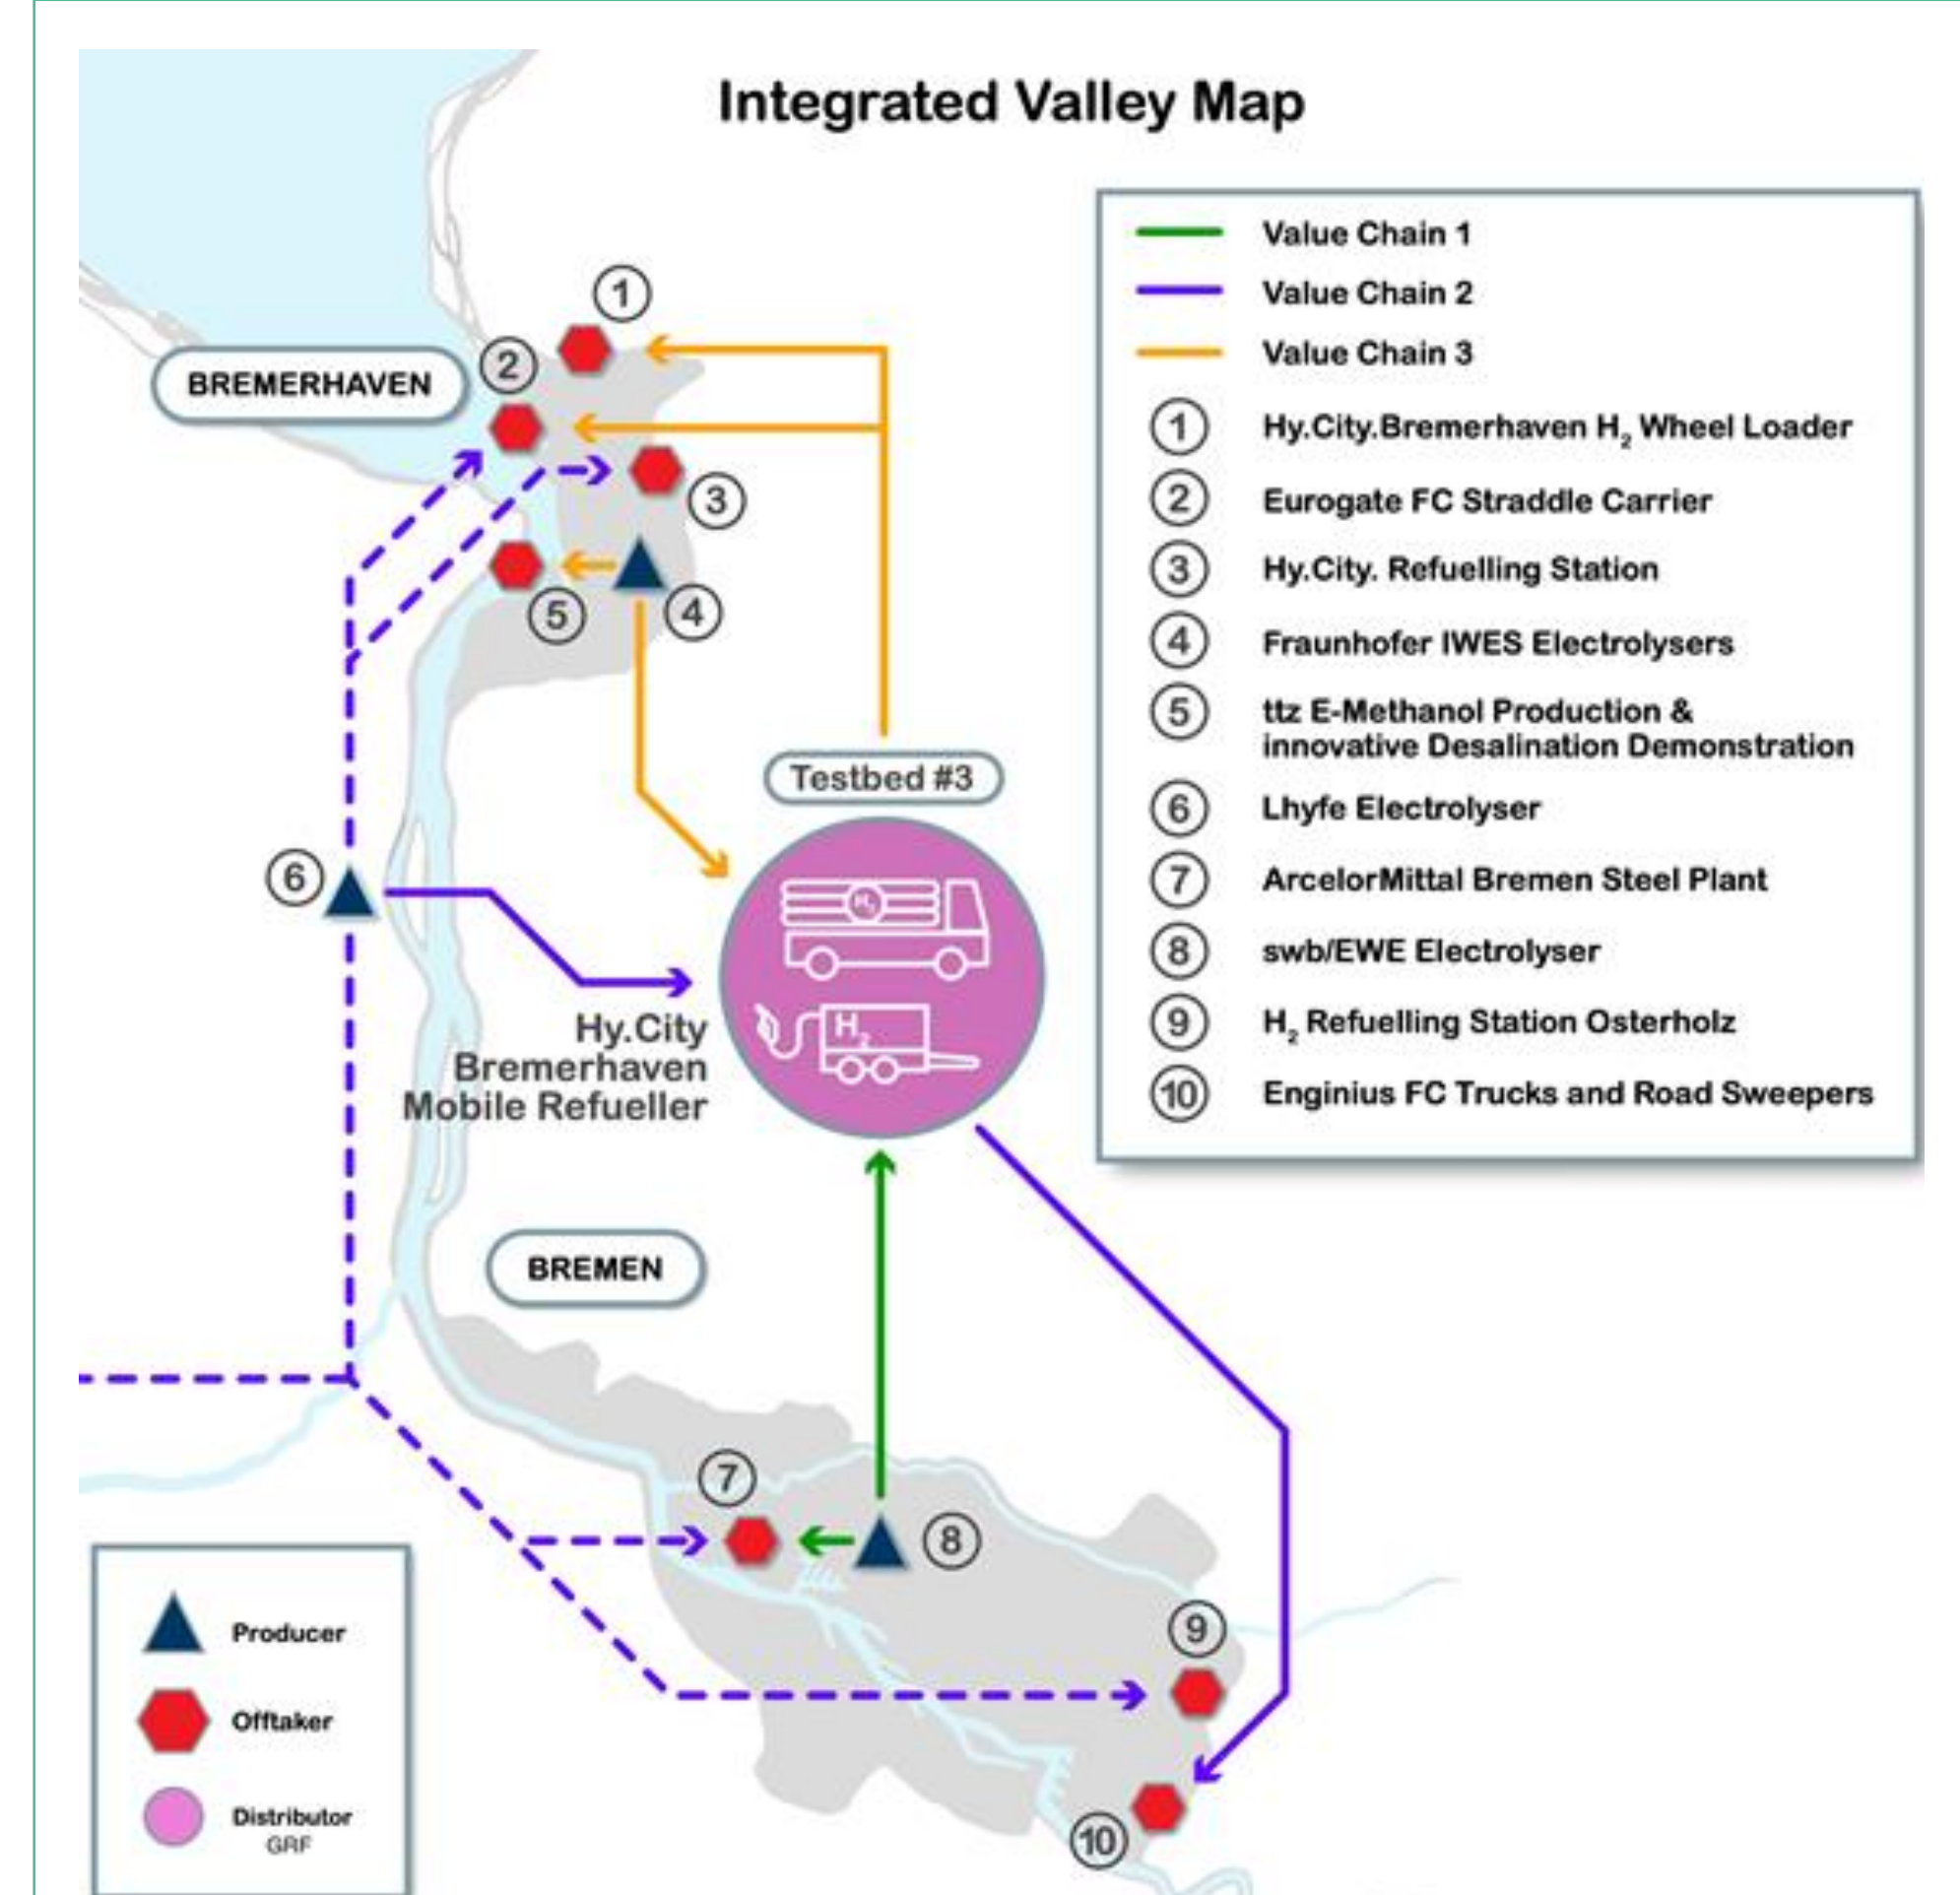 Integrated Valley Map
Value Chain 1
Value Chain 2
Value Chain 3
1 Hy.City.Bremerhaven H₂ Wheel Loader
2 Eurogate FC Straddle Carrier
3 Hy.City. Refuelling Station
4 Fraunhofer IWES Electrolysers
5 ttz E-Methanol Production &
innovative Desalination Demonstration
6 Lhyfe Electrolyser
7 ArcelorMittal Bremen Steel Plant
8 swb/EWE Electrolyser
9 H₂ Refuelling Station Osterholz
10 Enginius FC Trucks and Road Sweepers
1
2
BREMERHAVEN
3
5
4
Testbed #3
6
H₂
H₂
Hy.City
Bremerhaven
Mobile Refueller
BREMEN
7
8
9
10
Producer
Offtaker
Distributor
GRF